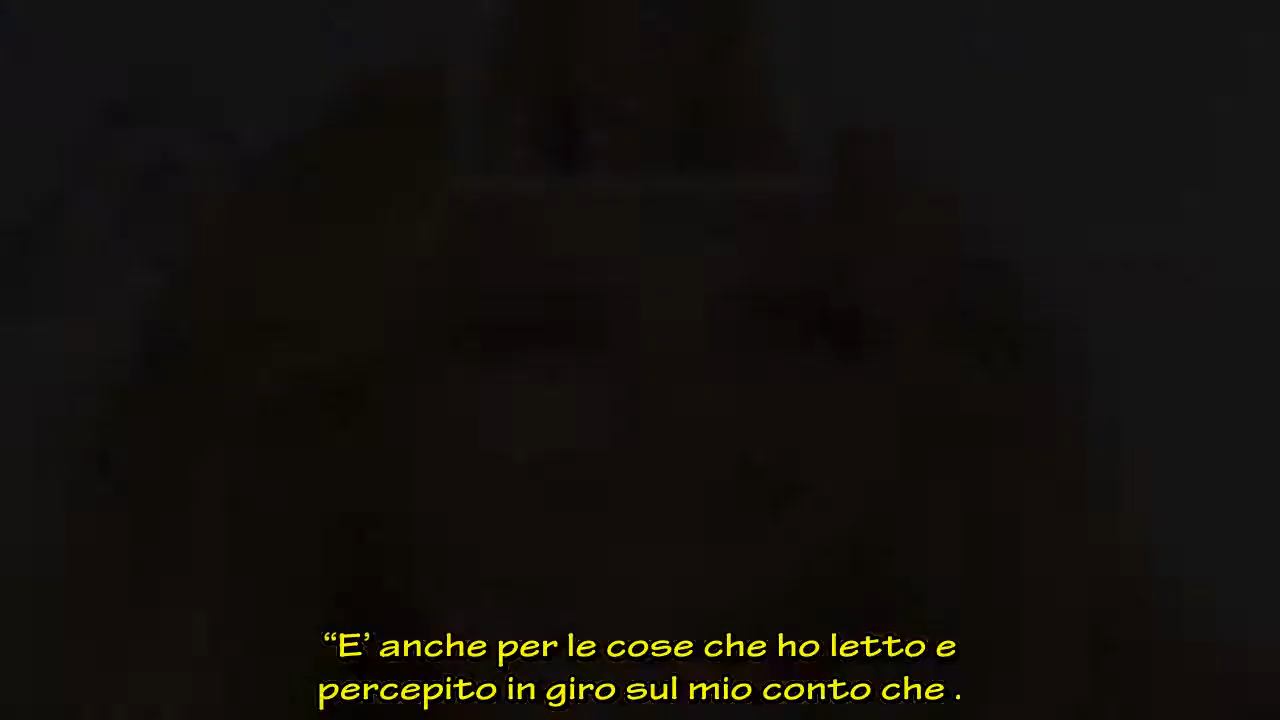 “E’ anche per le cose che ho letto e
percepito in giro sul mio conto che .